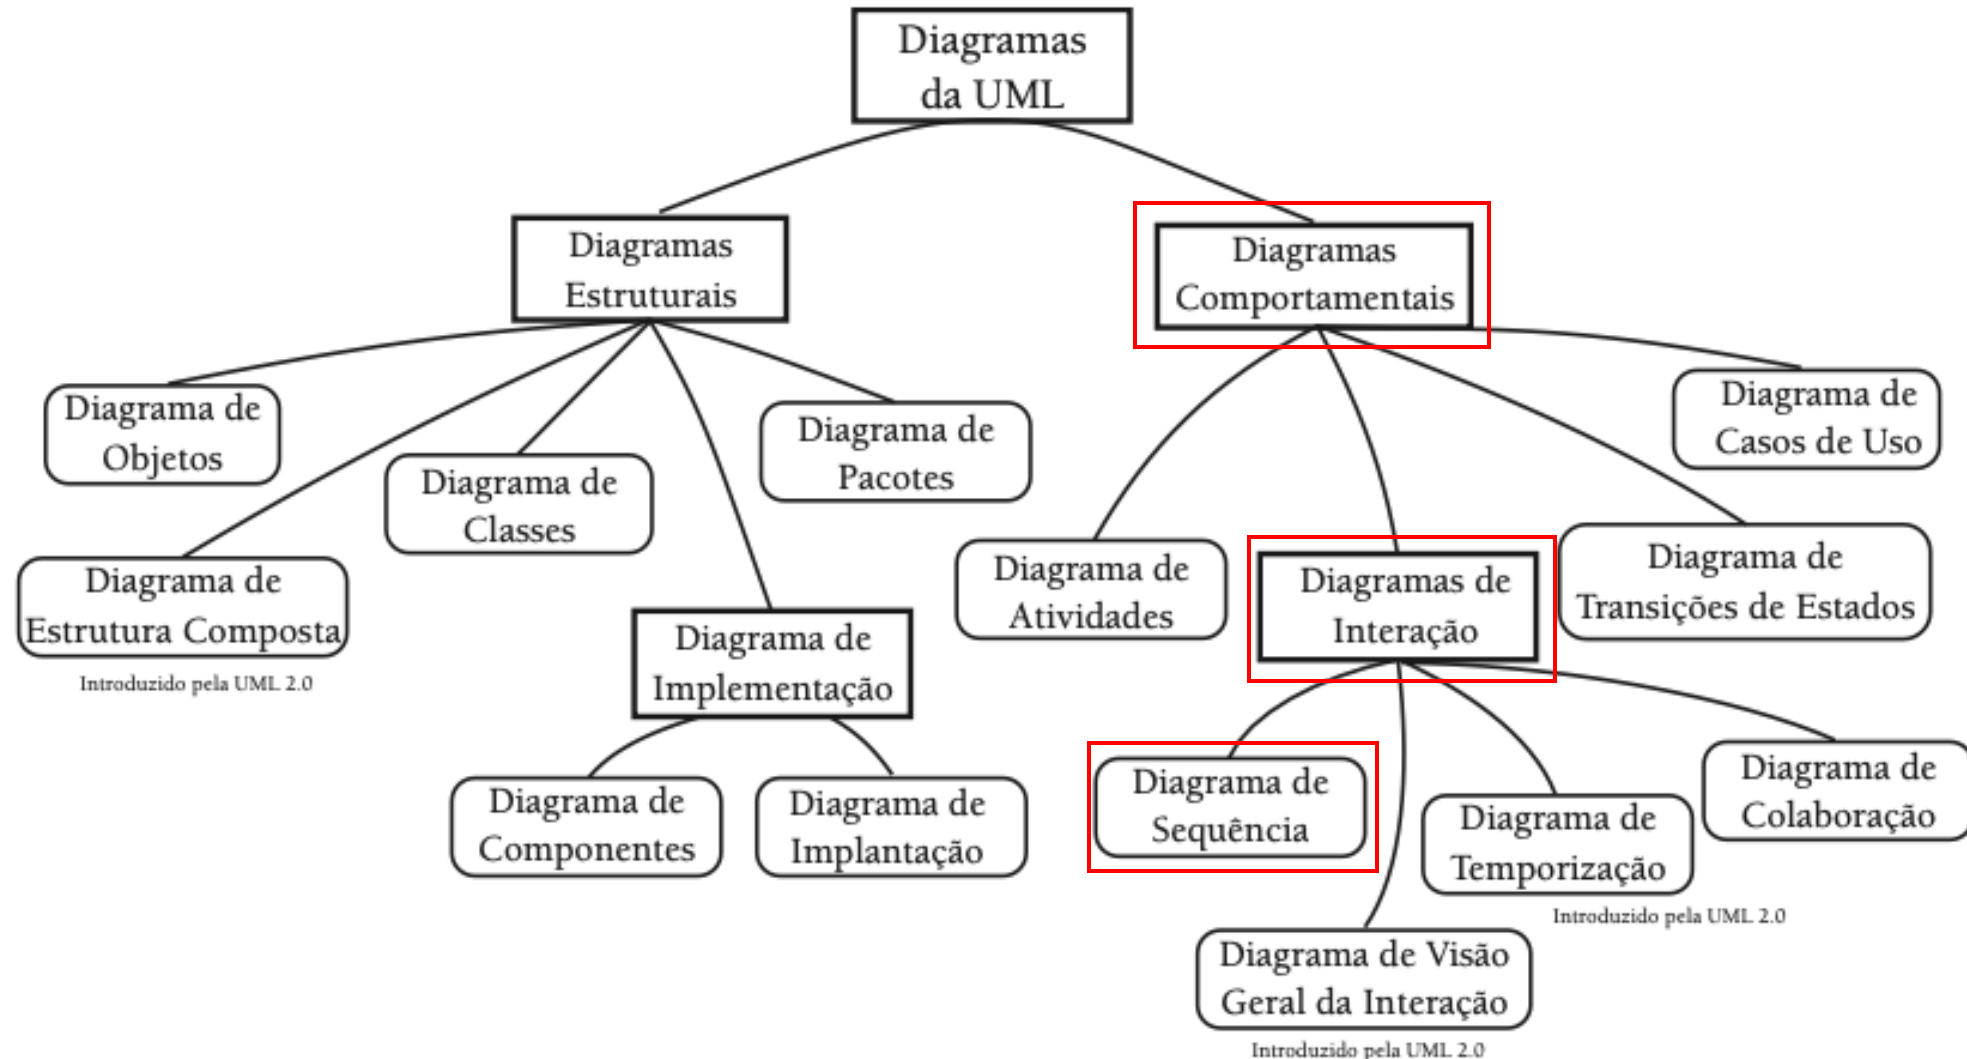 Diagramas
da UML
Diagramas
Estruturais
Diagramas
Comportamentais
Diagrama de
Objetos
Diagrama de
Classes
Diagrama de
Pacotes
Diagrama de
Casos de Uso
Diagrama de
Estrutura Composta
Introduzido pela UML 2.0
Diagrama de
Implementação
Diagrama de
Atividades
Diagramas de
Interação
Diagrama de
Transições de Estados
Diagrama de
Componentes
Diagrama de
Implantação
Diagrama de
Sequência
Diagrama de
Temporização
Introduzido pela UML 2.0
Diagrama de
Colaboração
Diagrama de Visão
Geral da Interação
Introduzido pela UML 2.0